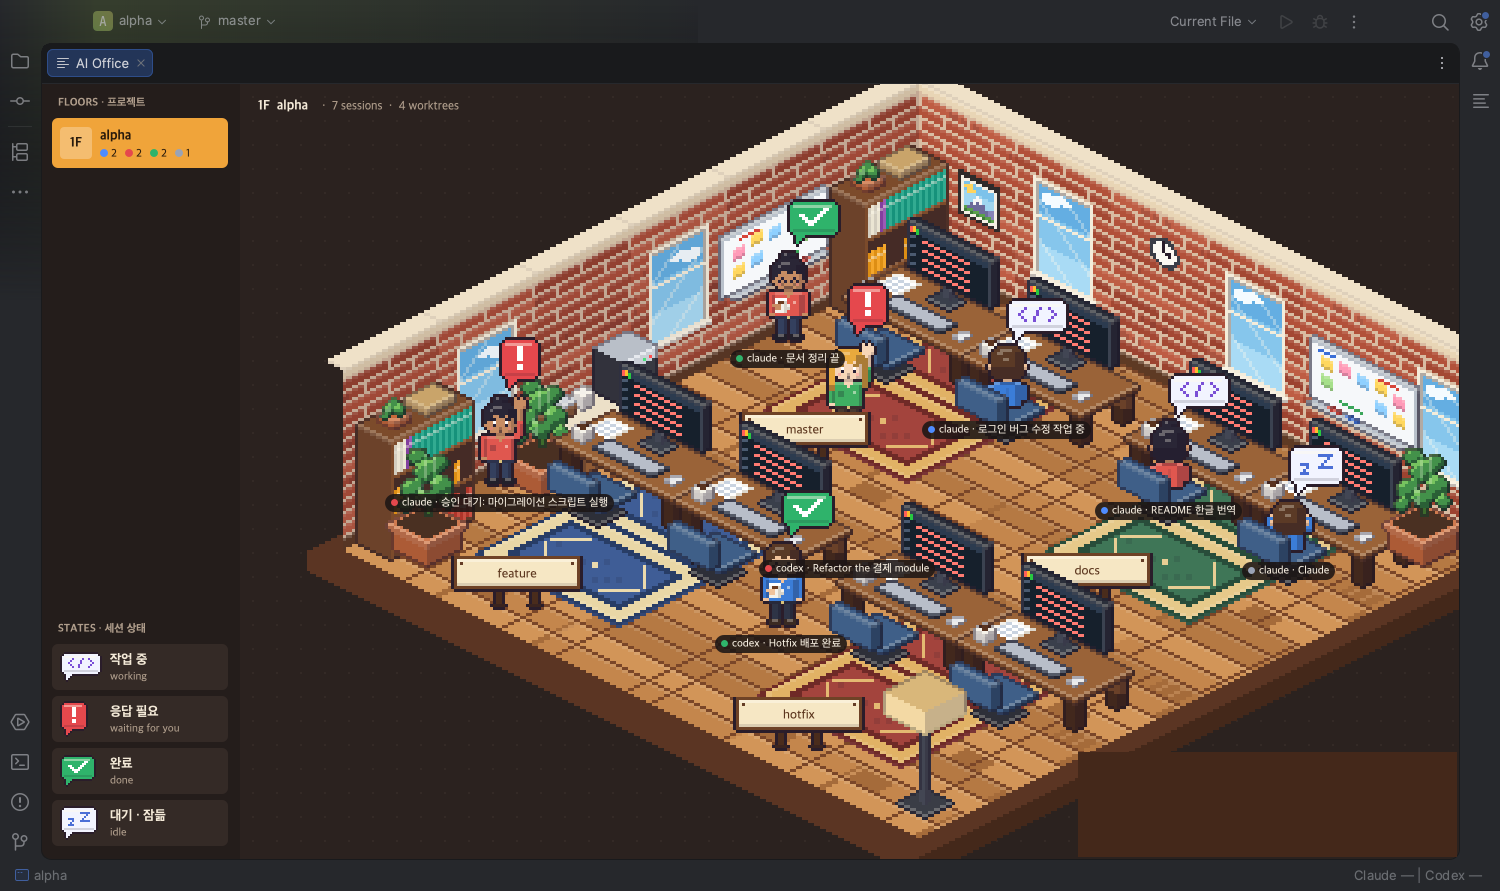 A alpha
master
Current File
AI Office
FLOORS · 프로젝트
1F
alpha
2 2 2 1
1F alpha · 7 sessions · 4 worktrees
claude · 문서 정리 끝
master
claude · 로그인 버그 수정 작업 중
claude · 승인 대기: 마이그레이션 스크립트 실행
claude · README 한글 번역
feature
codex · Refactor the 결제 module
docs
claude · Claude
codex · Hotfix 배포 완료
hotfix
STATES · 세션 상태
작업 중
working
응답 필요
waiting for you
완료
done
대기 · 잠듦
idle
alpha
Claude — | Codex —